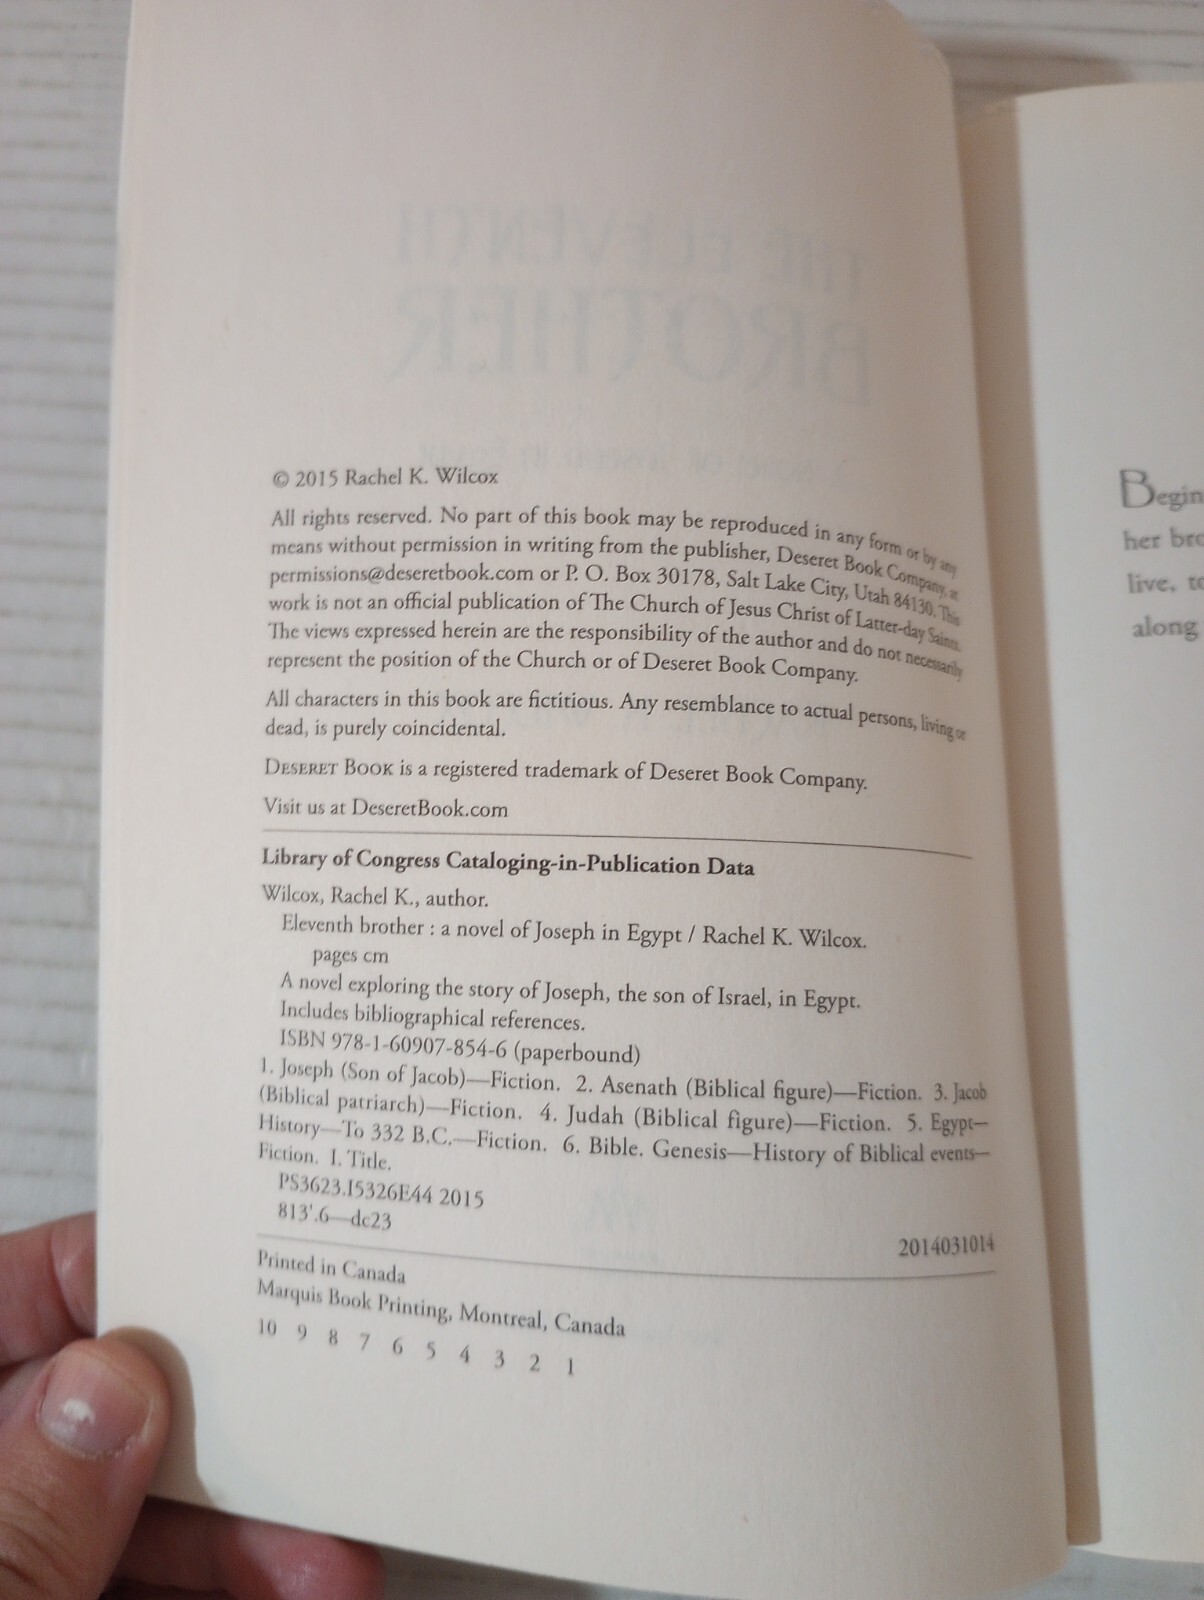 THE ELEVENTH
BROTHER
© 2015 Rachel K. Wilcox
All rights reserved. No part of this book may be reproduced in any form or by any
means without permission in writing from the publisher, Deseret Book Company, at
permissions@deseretbook.com or P. O. Box 30178, Salt Lake City, Utah 84130. This
work is not an official publication of The Church of Jesus Christ of Latter-day Saints.
The views expressed herein are the responsibility of the author and do not necessarily
represent the position of the Church or of Deseret Book Company.
All characters in this book are fictitious. Any resemblance to actual persons, living or
dead, is purely coincidental.
DESERET BOOK is a registered trademark of Deseret Book Company.
Visit us at DeseretBook.com
Library of Congress Cataloging-in-Publication Data
Wilcox, Rachel K., author.
Eleventh brother : a novel of Joseph in Egypt / Rachel K. Wilcox.
pages cm
A novel exploring the story of Joseph, the son of Israel, in Egypt.
Includes bibliographical references.
ISBN 978-1-60907-854-6 (paperbound)
1. Joseph (Son of Jacob)—Fiction. 2. Asenath (Biblical figure)—Fiction. 3. Jacob
(Biblical patriarch)—Fiction. 4. Judah (Biblical figure)—Fiction. 5. Egypt—
History—To 332 B.C.—Fiction. 6. Bible. Genesis—History of Biblical events—
Fiction. I. Title.
PS3623.I5326E44 2015
813'.6—dc23
2014031014
Printed in Canada
Marquis Book Printing, Montreal, Canada
10 9 8 7 6 5 4 3 2 1
Begin
her bro
live, to
along